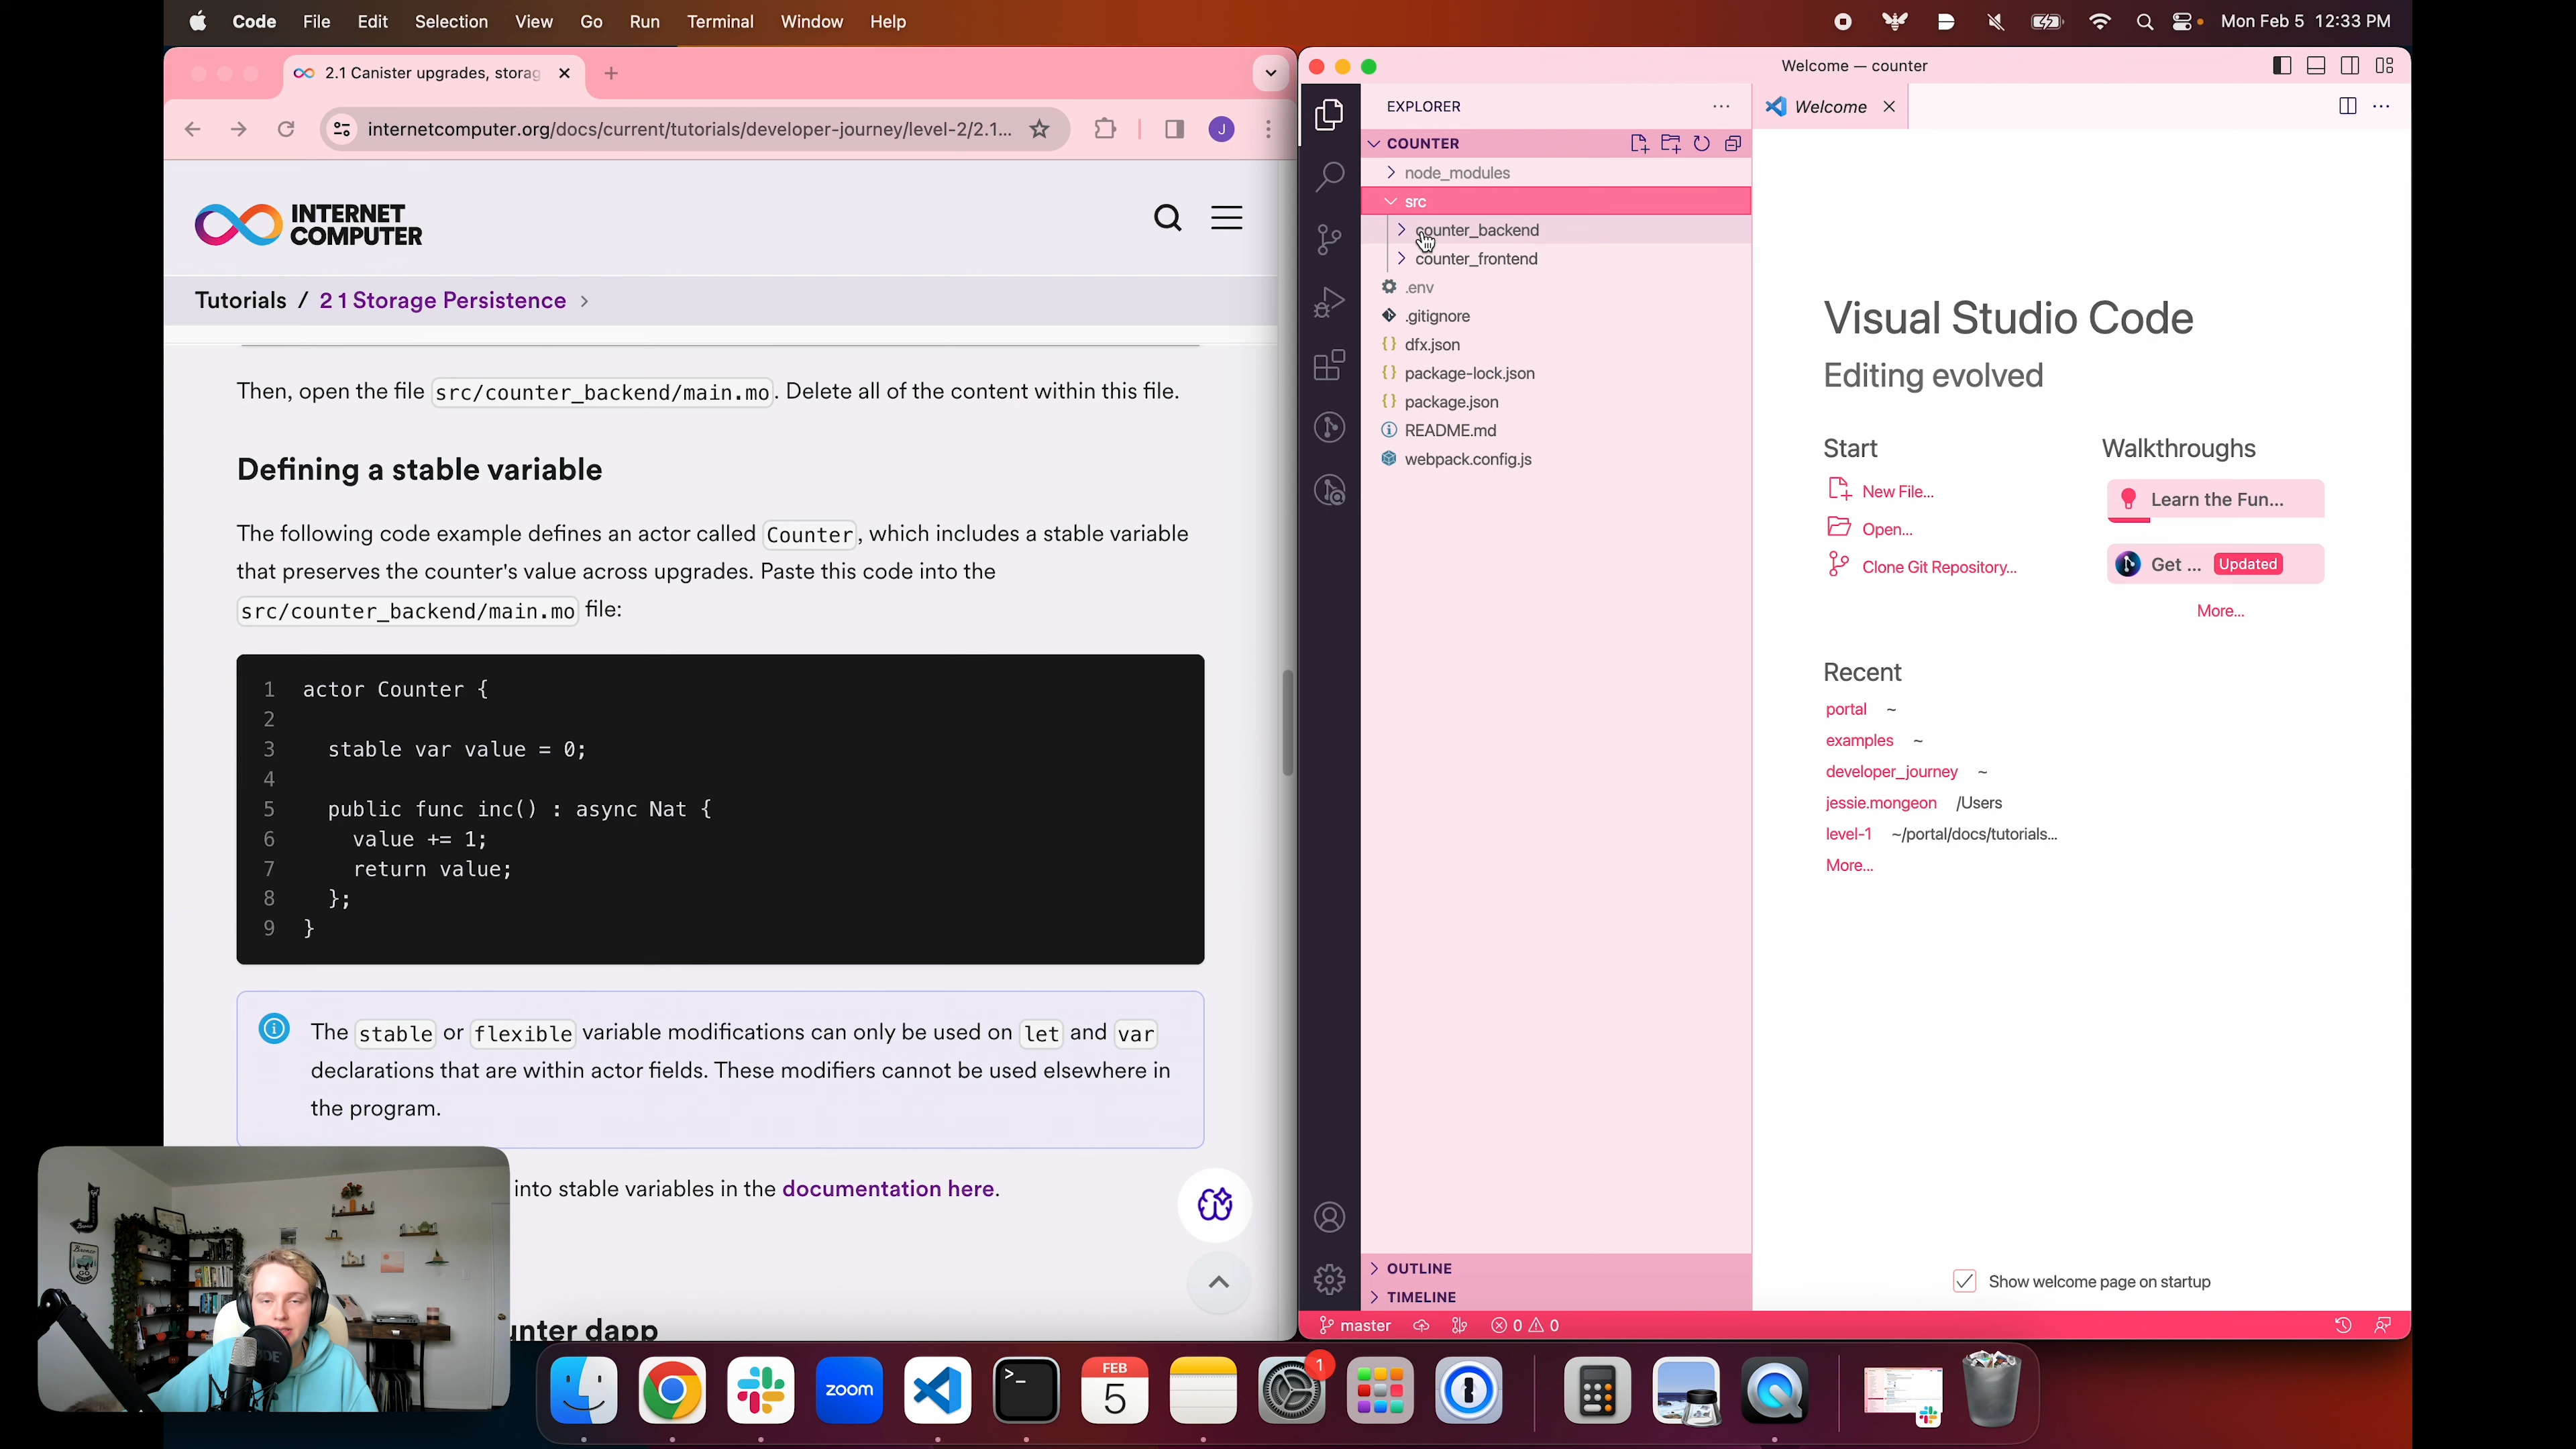 Code File Edit Selection View Go Run Terminal Window Help
Mon Feb 5 12:33 PM
2.1 Canister upgrades, storag
internetcomputer.org/docs/current/tutorials/developer-journey/level-2/2.1...
J
INTERNET
COMPUTER
Tutorials / 2 1 Storage Persistence >
Then, open the file src/counter_backend/main.mo. Delete all of the content within this file.
Defining a stable variable
The following code example defines an actor called Counter, which includes a stable variable
that preserves the counter's value across upgrades. Paste this code into the
src/counter_backend/main.mo file:
1 actor Counter {
2
3 stable var value = 0;
4
5 public func inc() : async Nat {
6 value += 1;
7 return value;
8 };
9 }
The stable or flexible variable modifications can only be used on let and var
declarations that are within actor fields. These modifiers cannot be used elsewhere in
the program.
into stable variables in the documentation here.
unter dapp
Welcome — counter
EXPLORER
COUNTER
node_modules
src
counter_backend
counter_frontend
.env
.gitignore
dfx.json
package-lock.json
package.json
README.md
webpack.config.js
OUTLINE
TIMELINE
Welcome
Visual Studio Code
Editing evolved
Start
New File...
Open...
Clone Git Repository...
Walkthroughs
Learn the Fun...
Get ... Updated
More...
Recent
portal ~
examples ~
developer_journey ~
jessie.mongeon /Users
level-1 ~/portal/docs/tutorials...
More...
Show welcome page on startup
master 0 0
zoom
>_
FEB
5
1